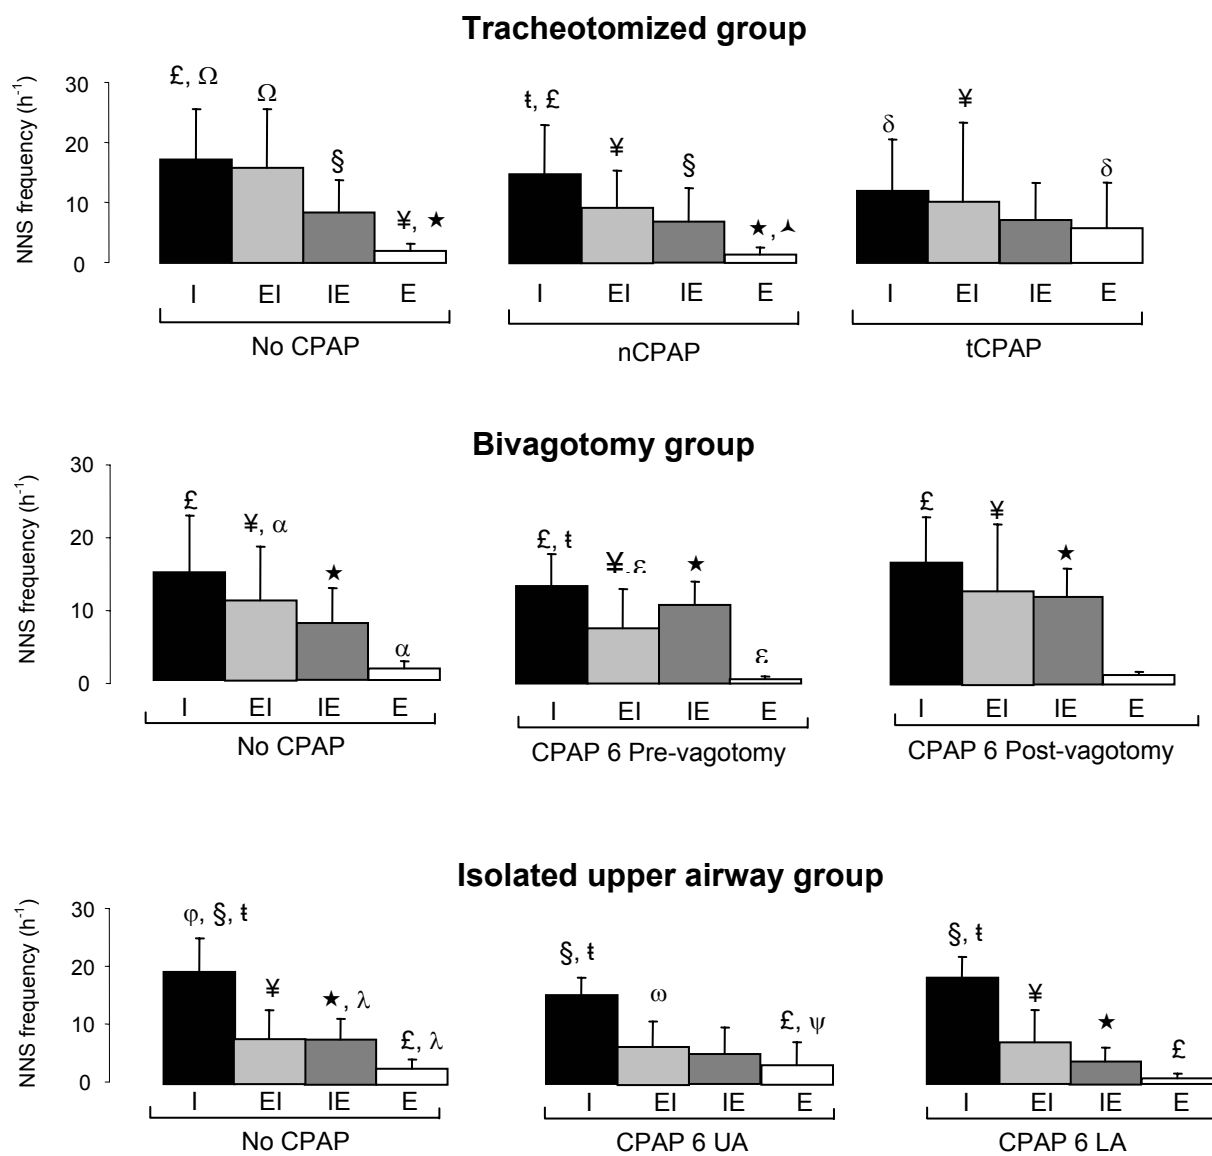 Tracheotomized group
NNS frequency (h⁻¹)
30
20
10
0
£, Ω
Ω
§
¥, ★
I EI IE E
No CPAP
ŧ, £
¥
§
★, ⅄
I EI IE E
nCPAP
δ
¥
δ
I EI IE E
tCPAP
Bivagotomy group
NNS frequency (h⁻¹)
30
20
10
0
£
¥, α
★
α
I EI IE E
No CPAP
£, ŧ
¥,ε
★
ε
I EI IE E
CPAP 6 Pre-vagotomy
£
¥
★
I EI IE E
CPAP 6 Post-vagotomy
Isolated upper airway group
NNS frequency (h⁻¹)
30
20
10
0
φ, §, ŧ
¥
★, λ
£, λ
I EI IE E
No CPAP
§, ŧ
ω
£, ψ
I EI IE E
CPAP 6 UA
§, ŧ
¥
★
£
I EI IE E
CPAP 6 LA